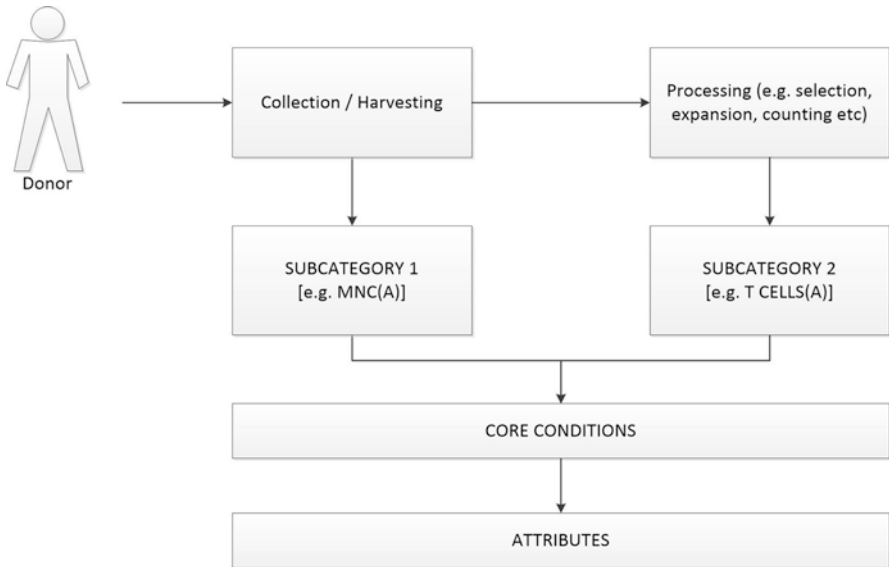 Donor
Collection / Harvesting
Processing (e.g. selection,
expansion, counting etc)
SUBCATEGORY 1
[e.g. MNC(A)]
SUBCATEGORY 2
[e.g. T CELLS(A)]
CORE CONDITIONS
ATTRIBUTES